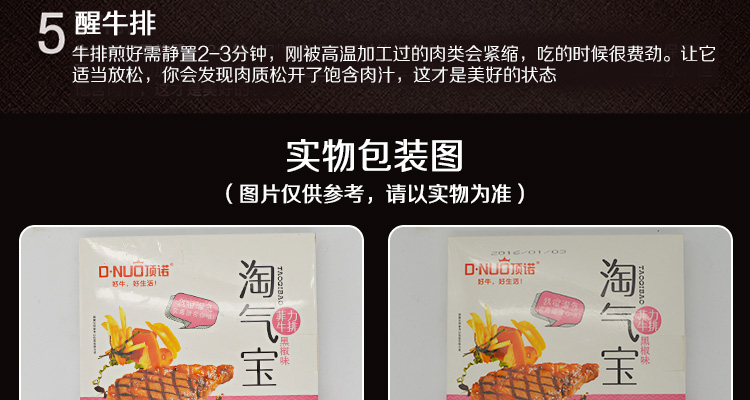 5 醒牛排
牛排煎好需静置2-3分钟，刚被高温加工过的肉类会紧缩，吃的时候很费劲。让它
适当放松，你会发现肉质松开了饱含肉汁，这才是美好的状态
实物包装图
（图片仅供参考，请以实物为准）
D·NUO顶诺®
好牛，好生活！
淘气宝
TAOQIBAO
菲力
牛排
黑椒味
2016/01/03
D·NUO顶诺®
好牛，好生活！
淘气宝
TAOQIBAO
菲力
牛排
黑椒味